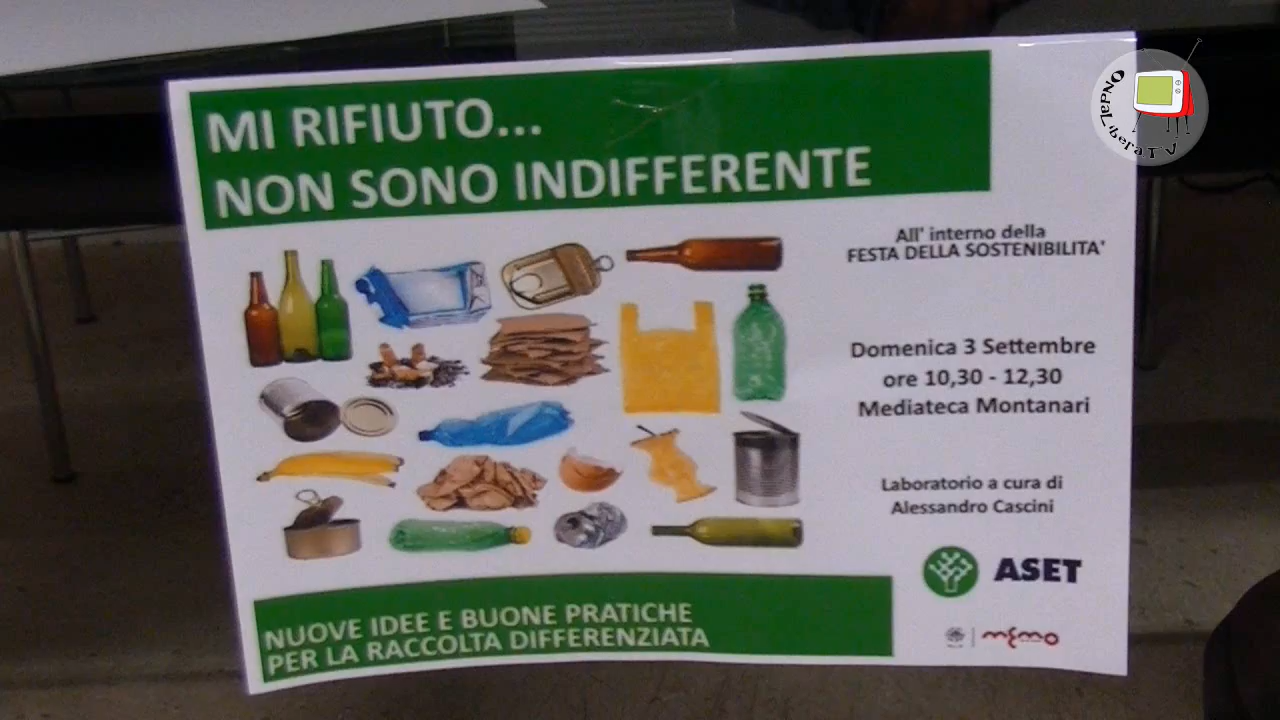 MI RIFIUTO...
NON SONO INDIFFERENTE
All' interno della
FESTA DELLA SOSTENIBILITA'
Domenica 3 Settembre
ore 10,30 - 12,30
Mediateca Montanari
Laboratorio a cura di
Alessandro Cascini
ASET
memo
NUOVE IDEE E BUONE PRATICHE
PER LA RACCOLTA DIFFERENZIATA
OndaLiberaTV